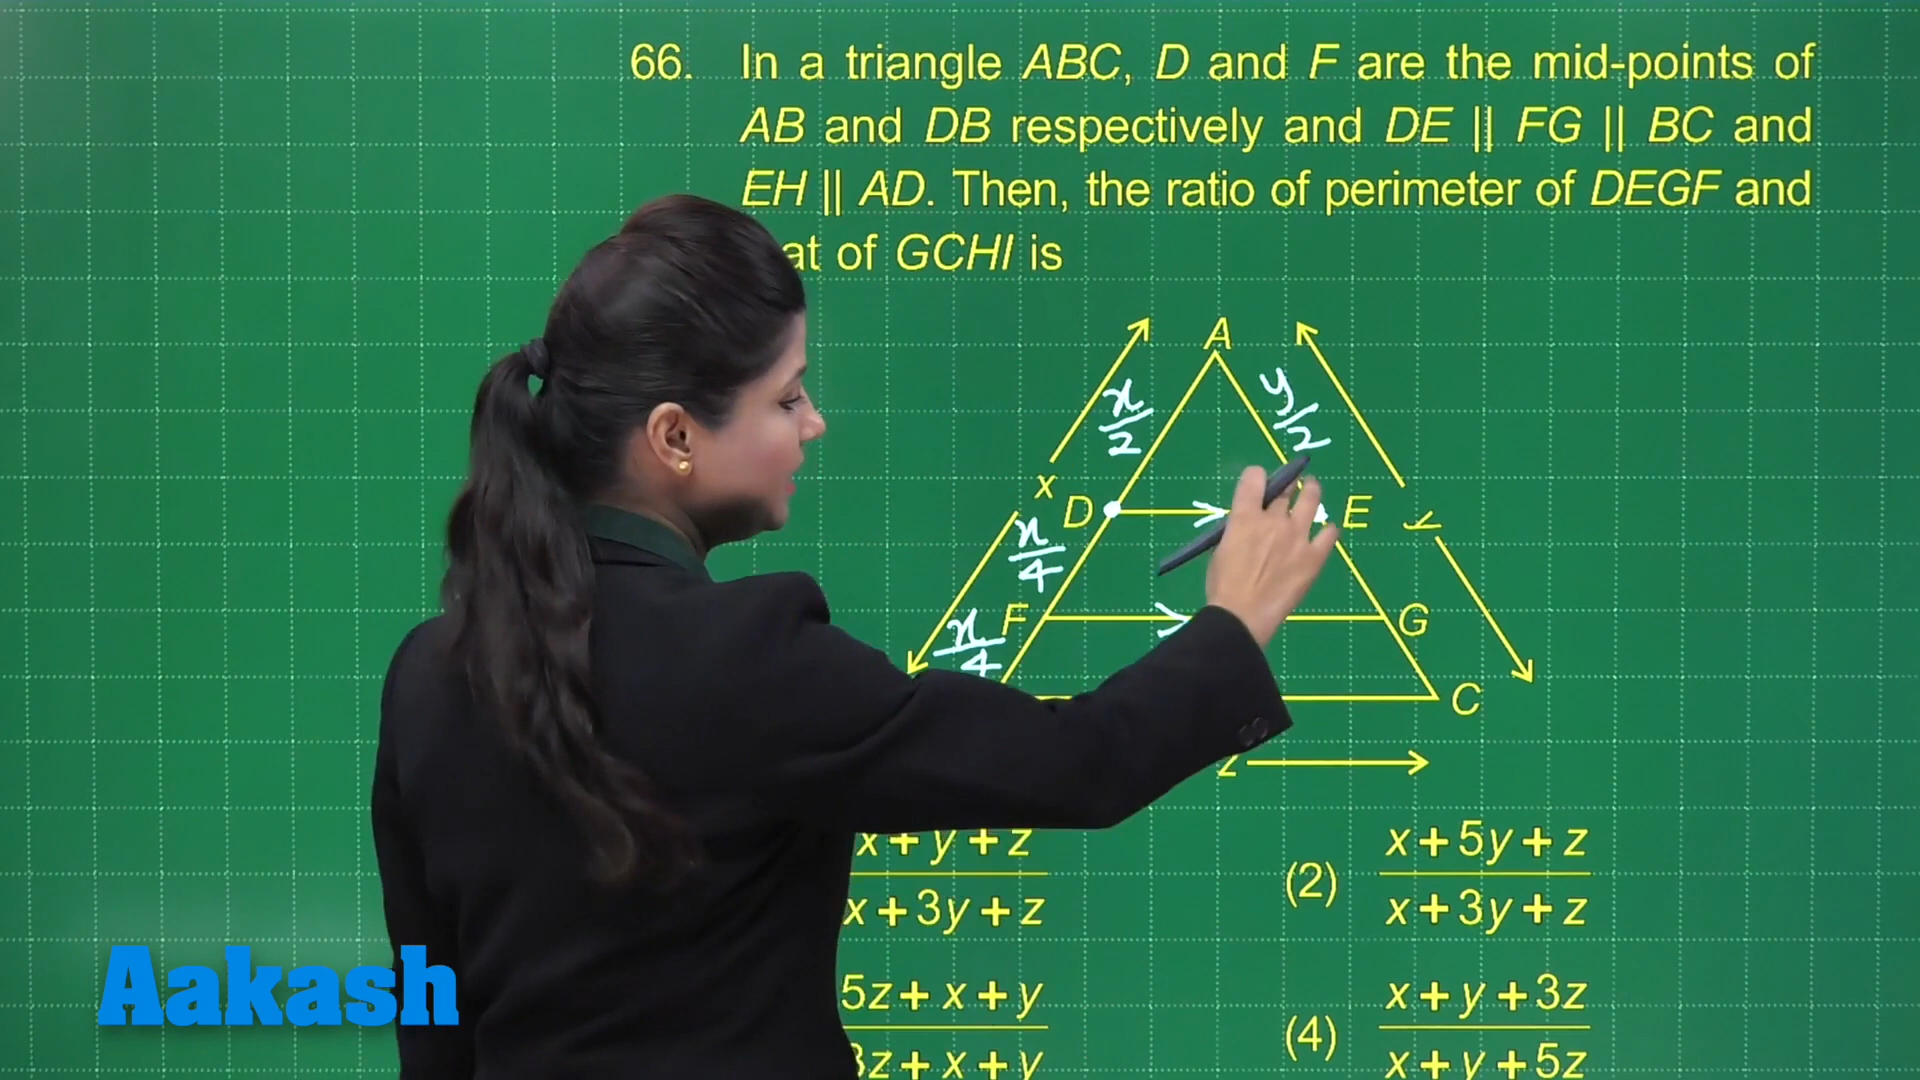 66. In a triangle ABC, D and F are the mid-points of
AB and DB respectively and DE || FG || BC and
EH || AD. Then, the ratio of perimeter of DEGF and
at of GCHI is
A
x/2
y/2
x
D
E
y
x/4
F
G
x/4
C
z
x + y + z
x + 3y + z
(2) x + 5y + z
x + 3y + z
5z + x + y
3z + x + y
(4) x + y + 3z
x + y + 5z
Aakash